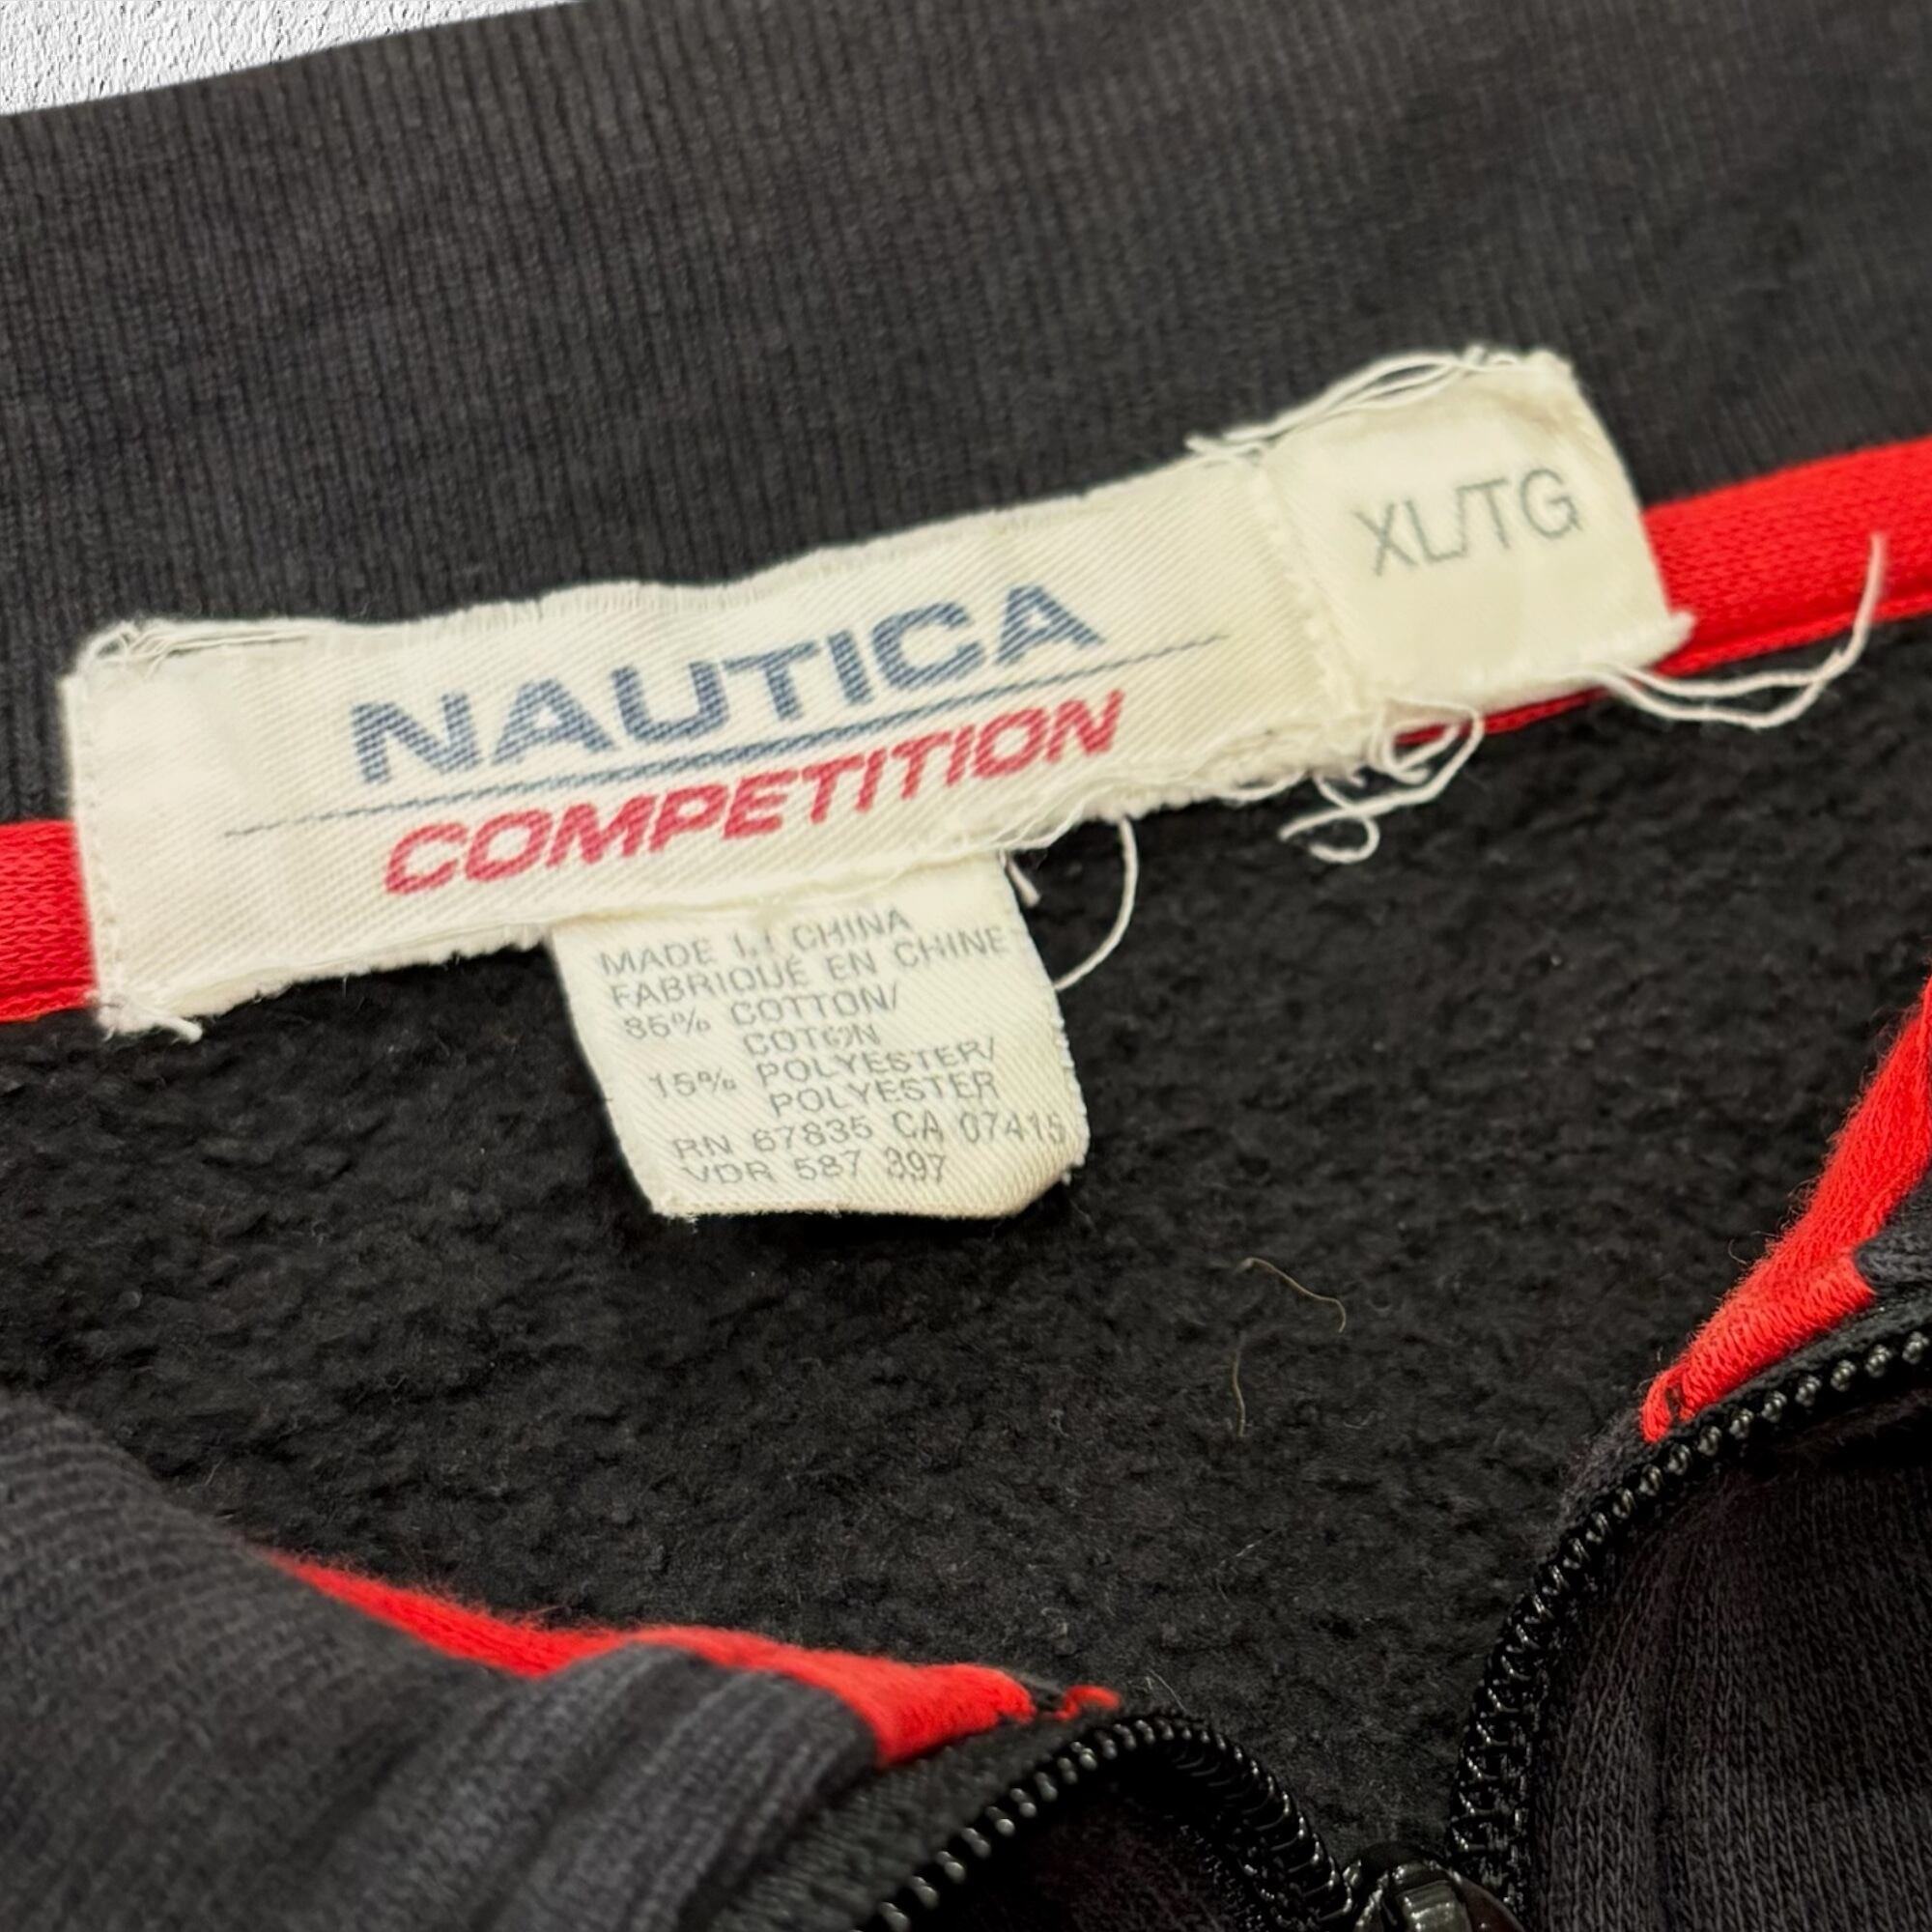 NAUTICA
COMPETITION
XL/TG
MADE IN CHINA
FABRIQUÉ EN CHINE
85% COTTON/
COTON
15% POLYESTER/
POLYESTER
RN 67835 CA 07415
VDR 587 397